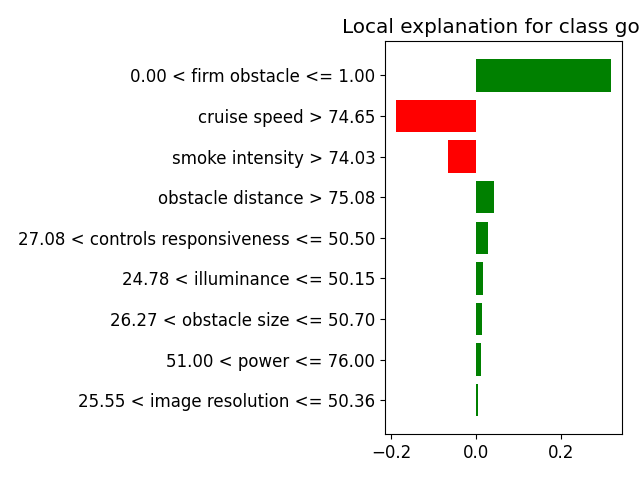 Local explanation for class go
0.00 < firm obstacle <= 1.00
cruise speed > 74.65
smoke intensity > 74.03
obstacle distance > 75.08
27.08 < controls responsiveness <= 50.50
24.78 < illuminance <= 50.15
26.27 < obstacle size <= 50.70
51.00 < power <= 76.00
25.55 < image resolution <= 50.36
−0.2 0.0 0.2